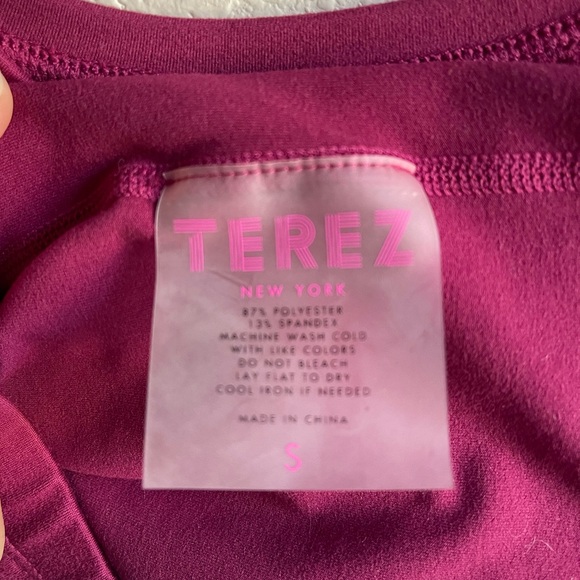 TEREZ
NEW YORK
87% POLYESTER
13% SPANDEX
MACHINE WASH COLD
WITH LIKE COLORS
DO NOT BLEACH
LAY FLAT TO DRY
COOL IRON IF NEEDED
MADE IN CHINA
S